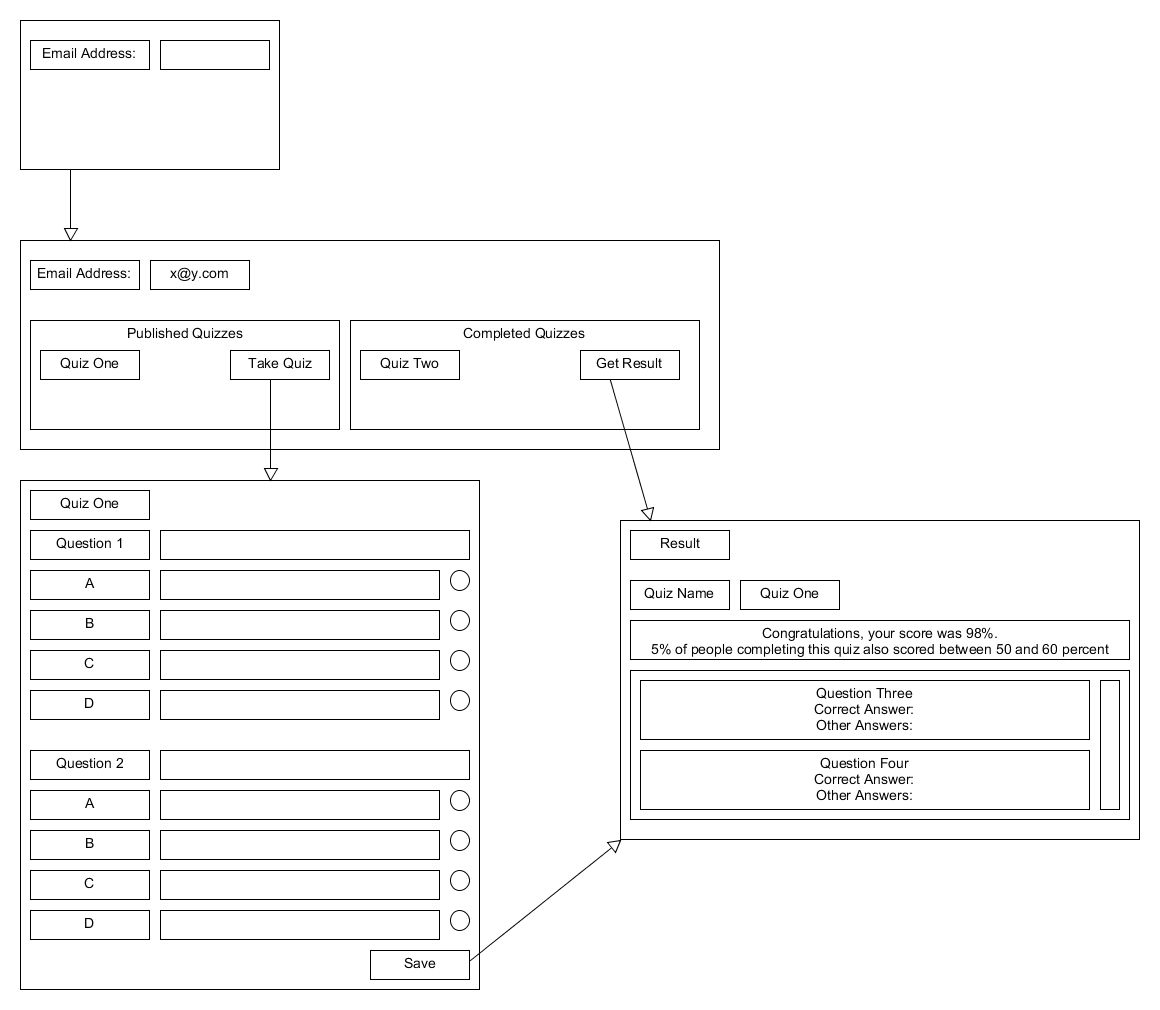 Email Address:
Email Address:
x@y.com
Published Quizzes
Quiz One
Take Quiz
Completed Quizzes
Quiz Two
Get Result
Quiz One
Question 1
A
B
C
D
Question 2
A
B
C
D
Save
Result
Quiz Name
Quiz One
Congratulations, your score was 98%.
5% of people completing this quiz also scored between 50 and 60 percent
Question Three
Correct Answer:
Other Answers:
Question Four
Correct Answer:
Other Answers: